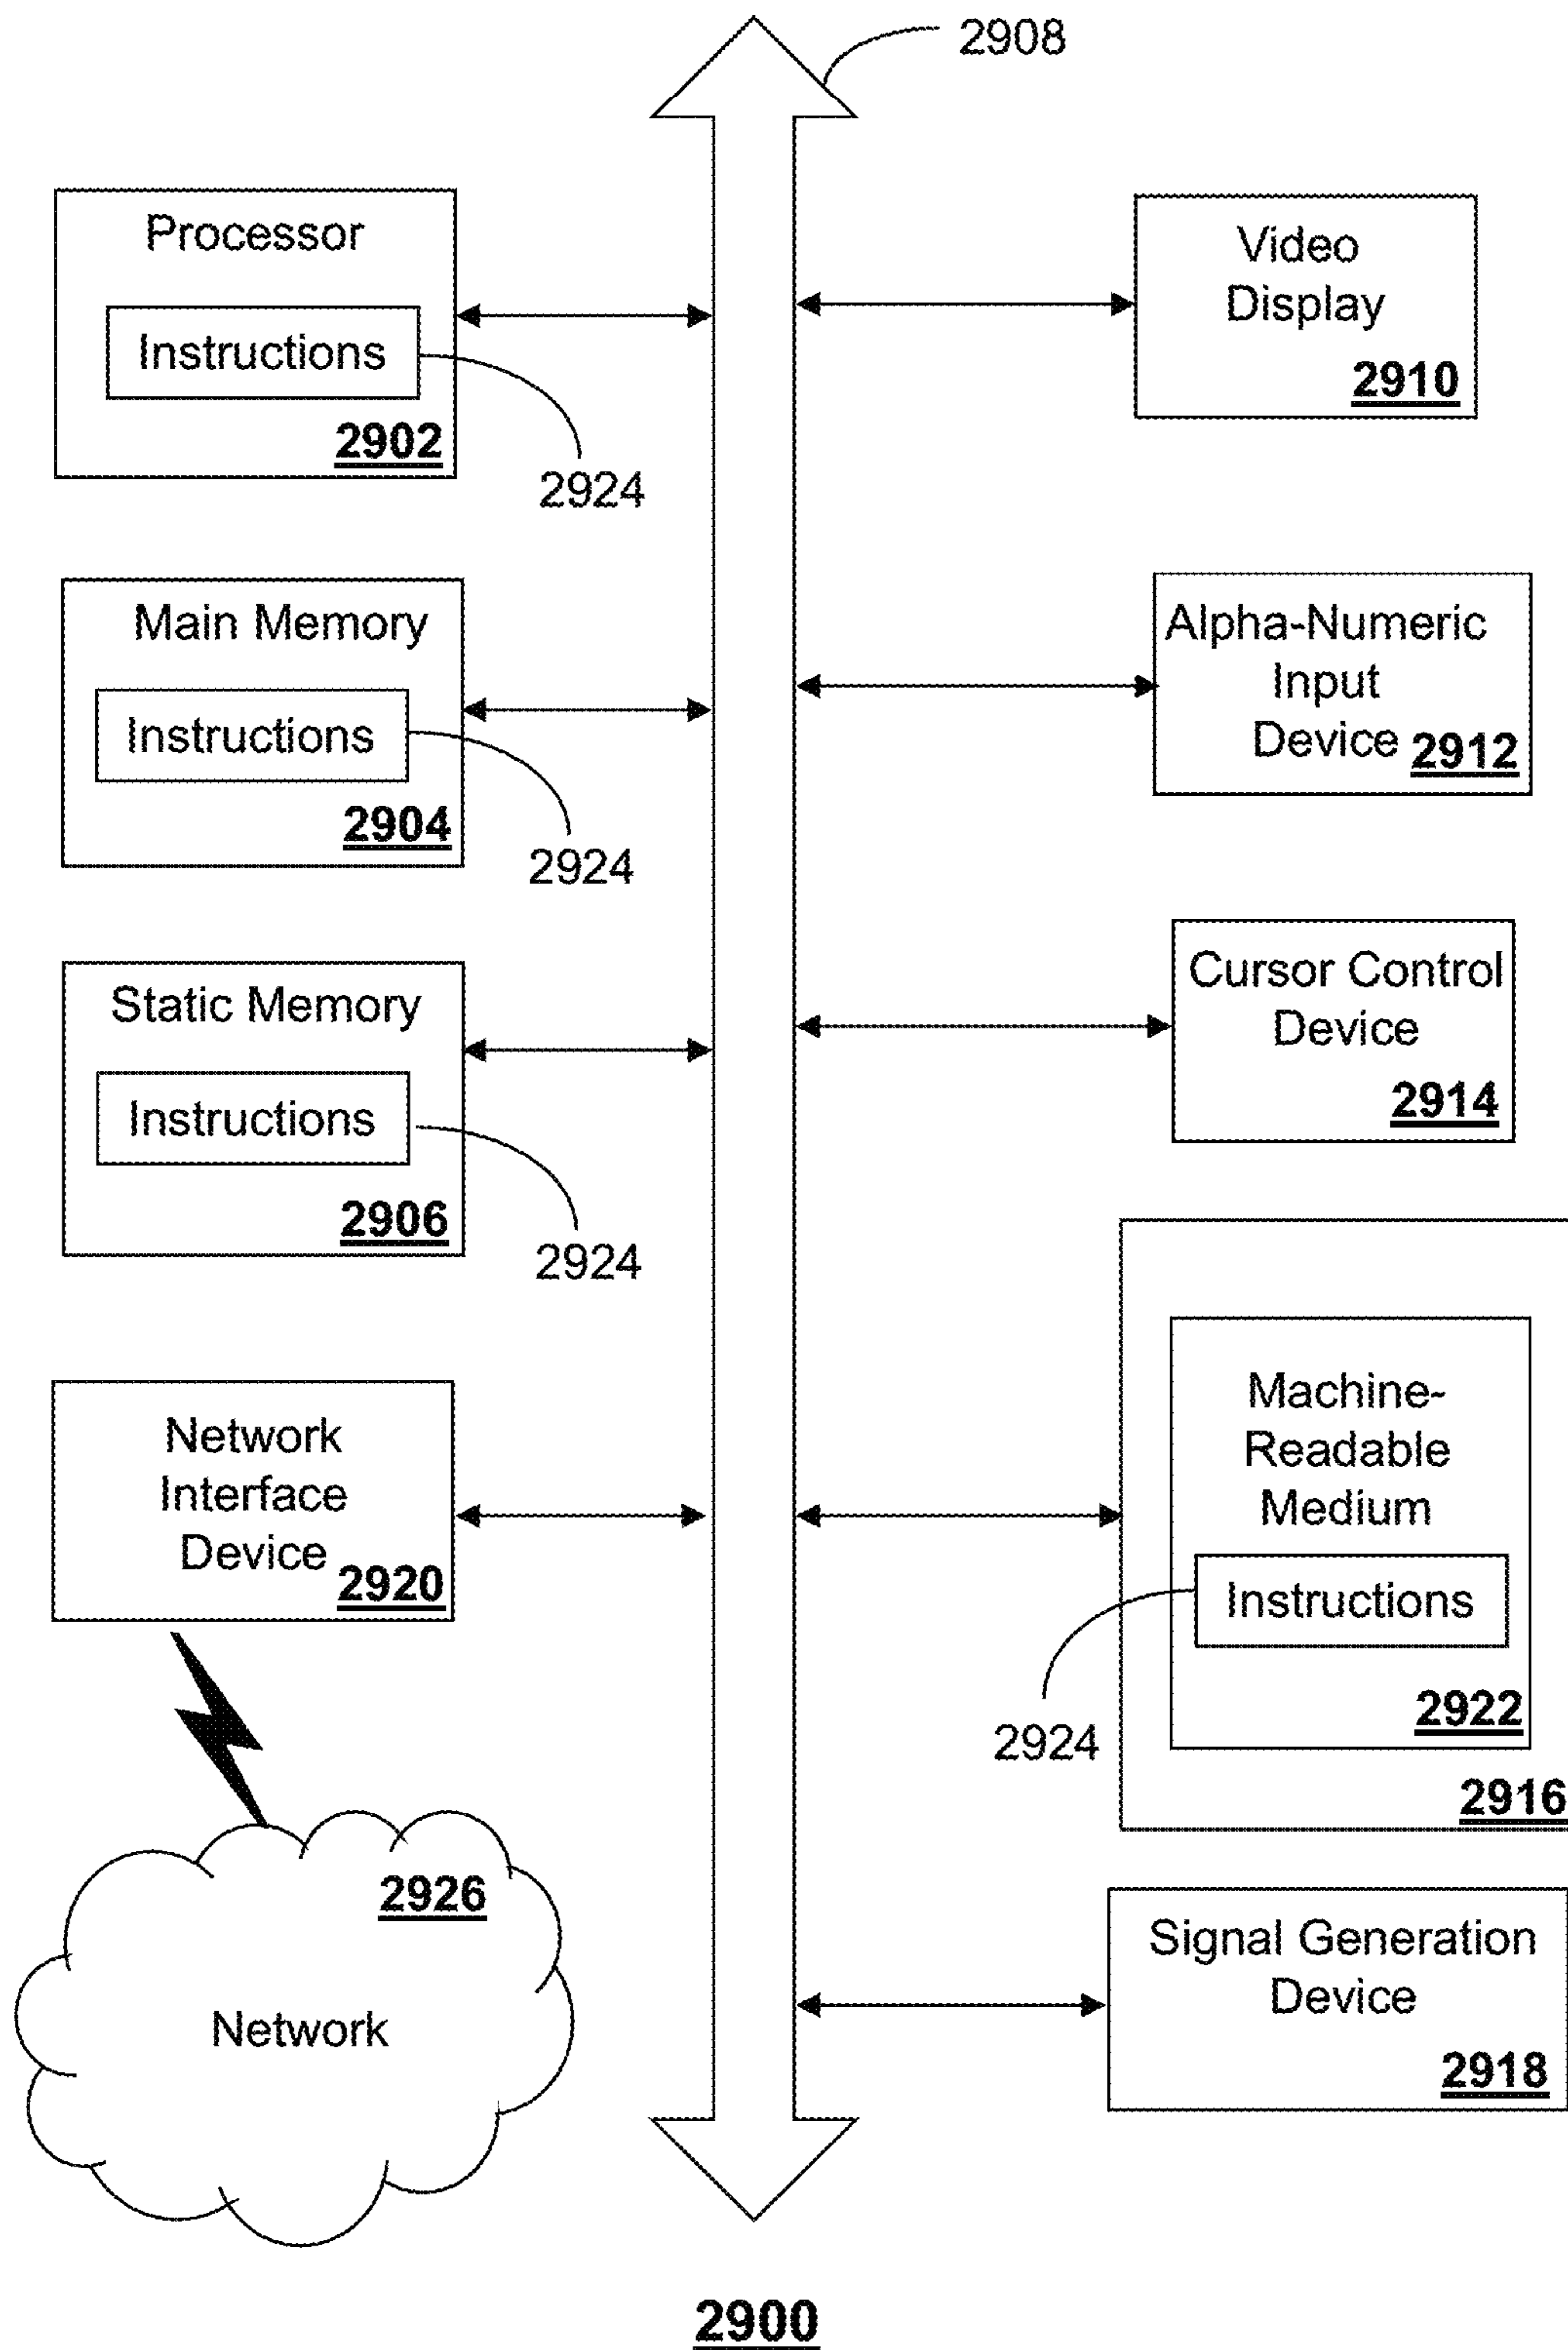 2908
Processor
Instructions
2902
2924
Main Memory
Instructions
2904
2924
Static Memory
Instructions
2906
2924
Network
Interface
Device
2920
2926
Network
Video
Display
2910
Alpha-Numeric
Input
Device 2912
Cursor Control
Device
2914
Machine-
Readable
Medium
Instructions
2922
2924
2916
Signal Generation
Device
2918
2900